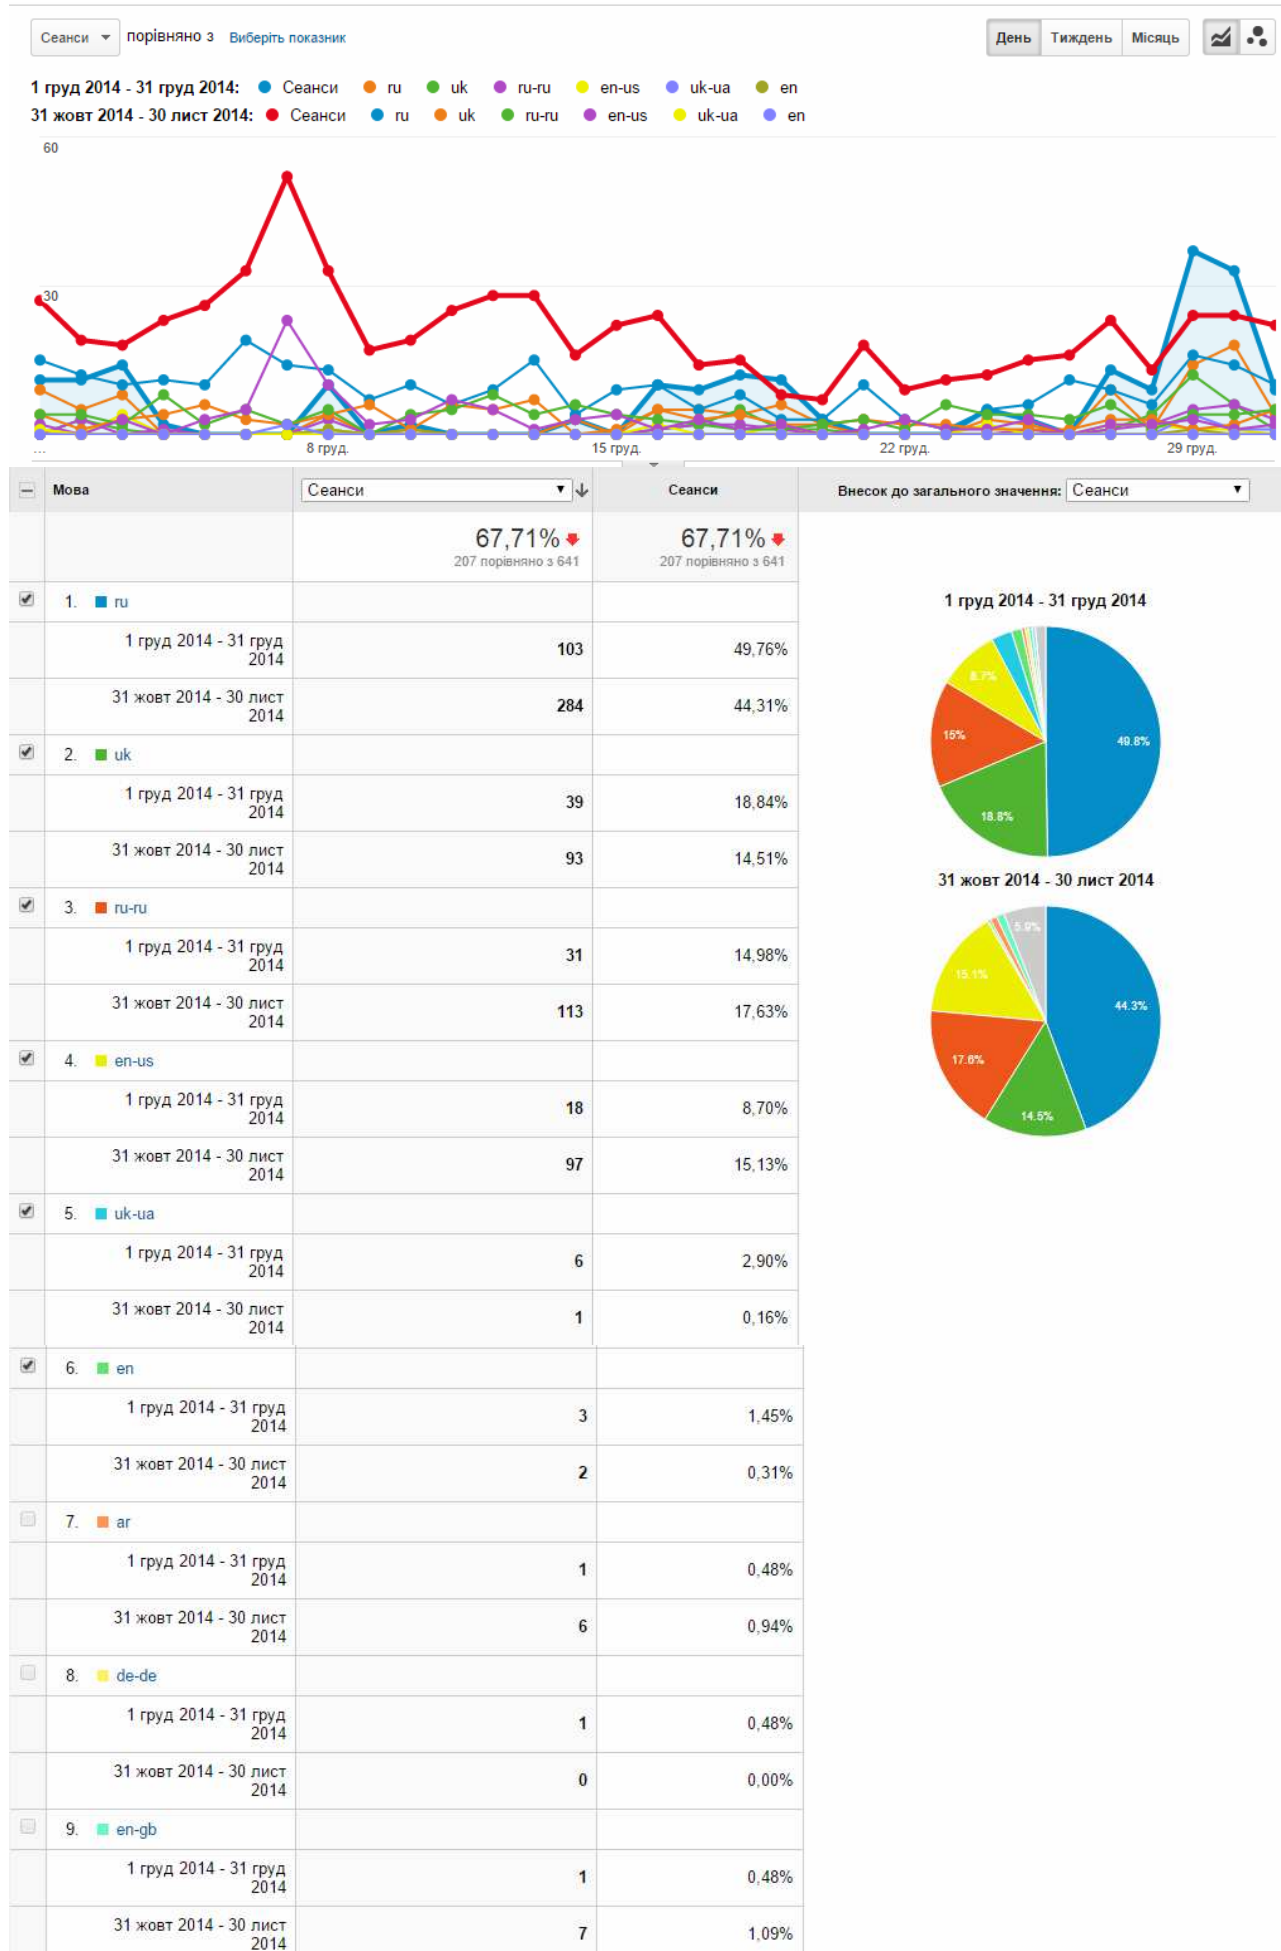 Сеанси порівняно з Виберіть показник День Тиждень Місяць
1 груд 2014 - 31 груд 2014: Сеанси ru uk ru-ru en-us uk-ua en
31 жовт 2014 - 30 лист 2014: Сеанси ru uk ru-ru en-us uk-ua en
60
30
... 8 груд. 15 груд. 22 груд. 29 груд.
Мова Сеанси Сеанси Внесок до загального значення: Сеанси
67,71% 67,71%
207 порівняно з 641 207 порівняно з 641
1. ru
1 груд 2014 - 31 груд
2014
103 49,76%
31 жовт 2014 - 30 лист
2014
284 44,31%
2. uk
1 груд 2014 - 31 груд
2014
39 18,84%
31 жовт 2014 - 30 лист
2014
93 14,51%
3. ru-ru
1 груд 2014 - 31 груд
2014
31 14,98%
31 жовт 2014 - 30 лист
2014
113 17,63%
4. en-us
1 груд 2014 - 31 груд
2014
18 8,70%
31 жовт 2014 - 30 лист
2014
97 15,13%
5. uk-ua
1 груд 2014 - 31 груд
2014
6 2,90%
31 жовт 2014 - 30 лист
2014
1 0,16%
6. en
1 груд 2014 - 31 груд
2014
3 1,45%
31 жовт 2014 - 30 лист
2014
2 0,31%
7. ar
1 груд 2014 - 31 груд
2014
1 0,48%
31 жовт 2014 - 30 лист
2014
6 0,94%
8. de-de
1 груд 2014 - 31 груд
2014
1 0,48%
31 жовт 2014 - 30 лист
2014
0 0,00%
9. en-gb
1 груд 2014 - 31 груд
2014
1 0,48%
31 жовт 2014 - 30 лист
2014
7 1,09%
1 груд 2014 - 31 груд 2014
8.7%
15%
49.8%
18.8%
31 жовт 2014 - 30 лист 2014
5.9%
15.1%
44.3%
17.6%
14.5%